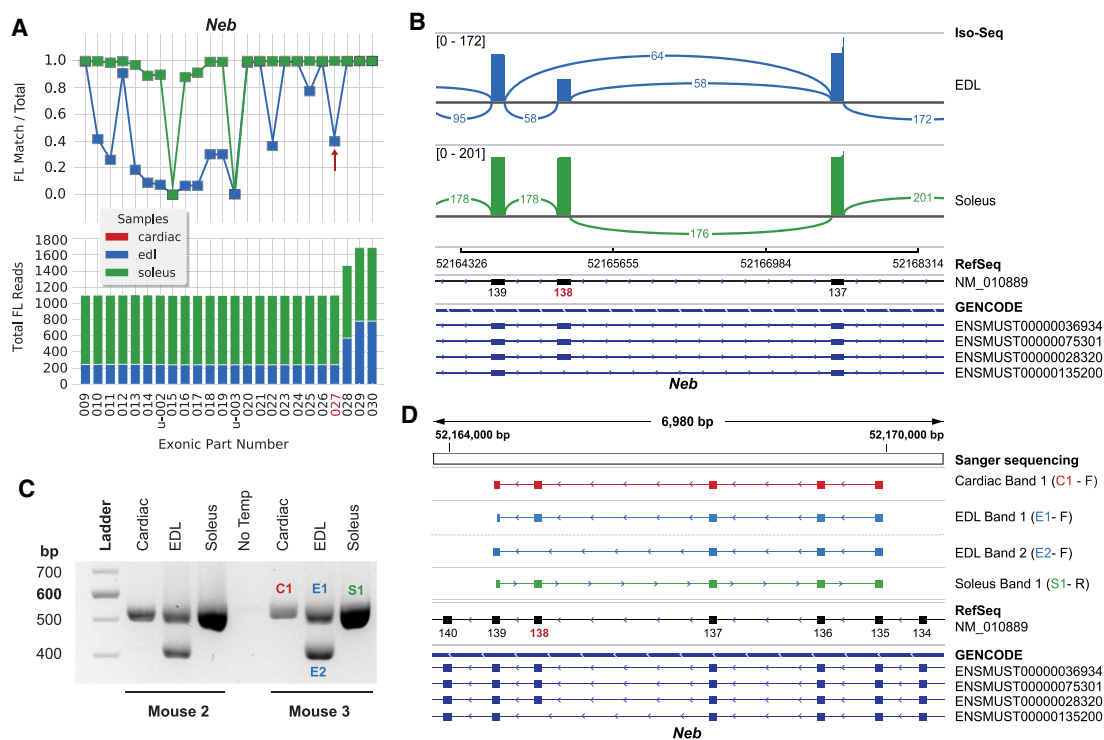 A
Neb
FL Match / Total
1.0
0.8
0.6
0.4
0.2
0.0
Samples
cardiac
edl
soleus
Total FL Reads
1800
1600
1400
1200
1000
800
600
400
200
0
009
010
011
012
013
014
u-002
015
016
017
018
019
u-003
020
021
022
023
024
025
026
027
028
029
030
Exonic Part Number
B
Iso-Seq
[0 - 172]
64
58
95
58
172
EDL
[0 - 201]
178
178
176
201
Soleus
52164326
52165655
52166984
52168314
RefSeq
NM_010889
139
138
137
GENCODE
ENSMUST00000036934
ENSMUST00000075301
ENSMUST00000028320
ENSMUST00000135200
Neb
C
bp
Ladder
Cardiac
EDL
Soleus
No Temp
Cardiac
EDL
Soleus
700
600
500
400
C1
E1
S1
E2
Mouse 2
Mouse 3
D
6,980 bp
52,164,000 bp
52,170,000 bp
Sanger sequencing
Cardiac Band 1 (C1 - F)
EDL Band 1 (E1- F)
EDL Band 2 (E2- F)
Soleus Band 1 (S1- R)
RefSeq
NM_010889
140
139
138
137
136
135
134
GENCODE
ENSMUST00000036934
ENSMUST00000075301
ENSMUST00000028320
ENSMUST00000135200
Neb